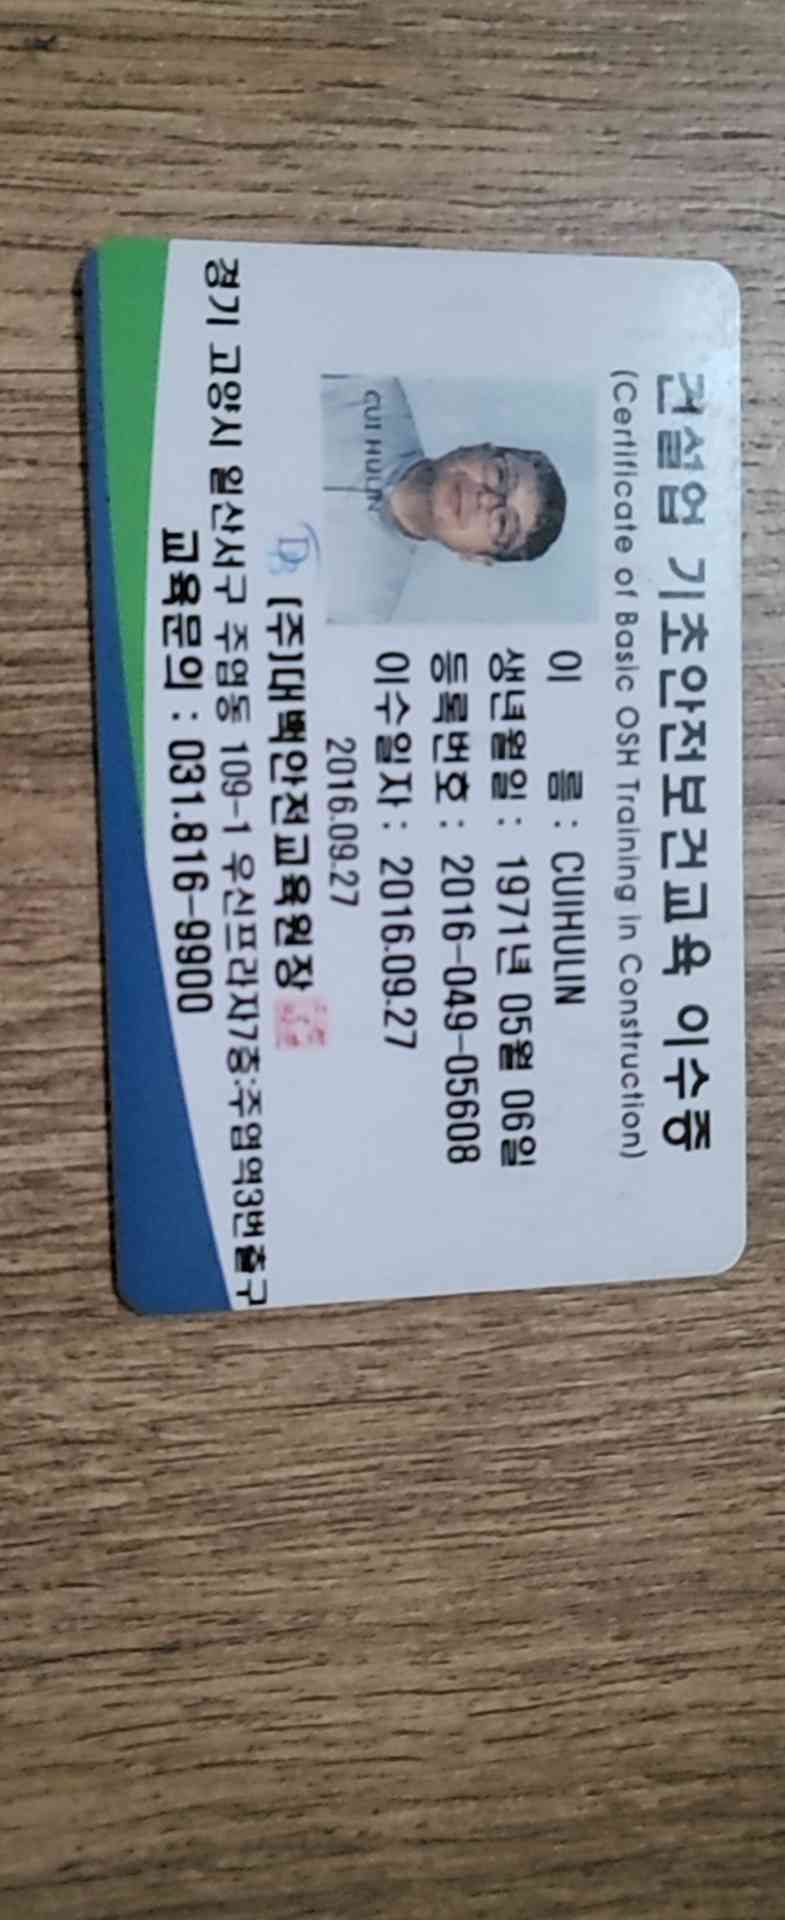 건설업 기초안전보건교육 이수증
(Certificate of Basic OSH Training in Construction)
CUI HULIN
이 름 : CUIHULIN
생년월일 : 1971년 05월 06일
등록번호 : 2016-049-05608
이수일자 : 2016.09.27
2016.09.27
(주)대백안전교육원장
경기 고양시 일산서구 주엽동 109-1 우신프라자7층:주엽역3번출구
교육문의 : 031.816-9900